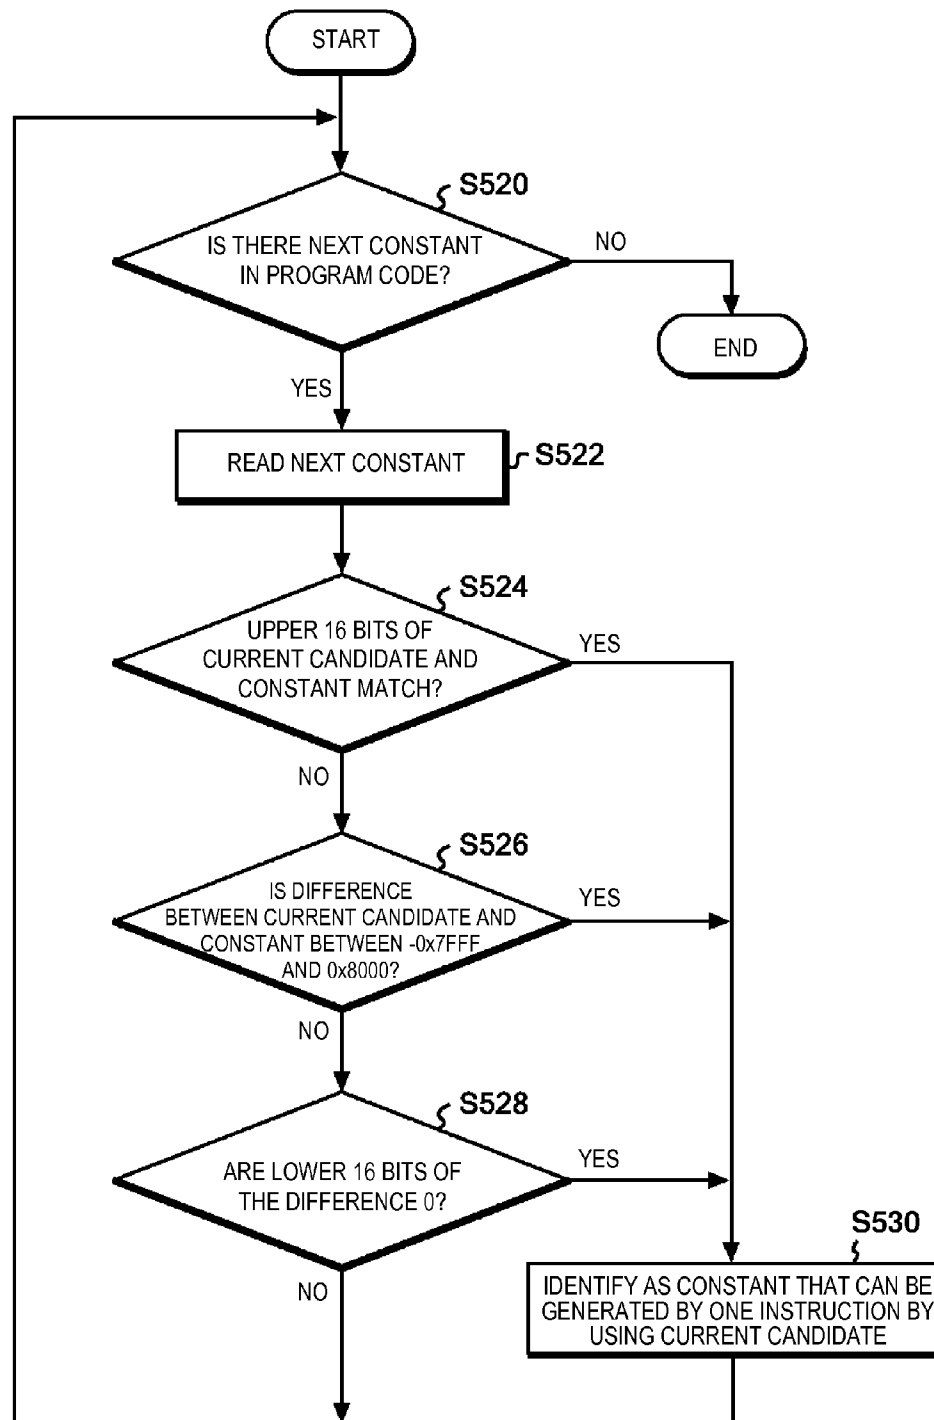 START
S520
IS THERE NEXT CONSTANT
IN PROGRAM CODE?
NO
END
YES
READ NEXT CONSTANT
S522
S524
UPPER 16 BITS OF
CURRENT CANDIDATE AND
CONSTANT MATCH?
YES
NO
S526
IS DIFFERENCE
BETWEEN CURRENT CANDIDATE AND
CONSTANT BETWEEN -0x7FFF
AND 0x8000?
YES
NO
S528
ARE LOWER 16 BITS OF
THE DIFFERENCE 0?
YES
NO
S530
IDENTIFY AS CONSTANT THAT CAN BE
GENERATED BY ONE INSTRUCTION BY
USING CURRENT CANDIDATE